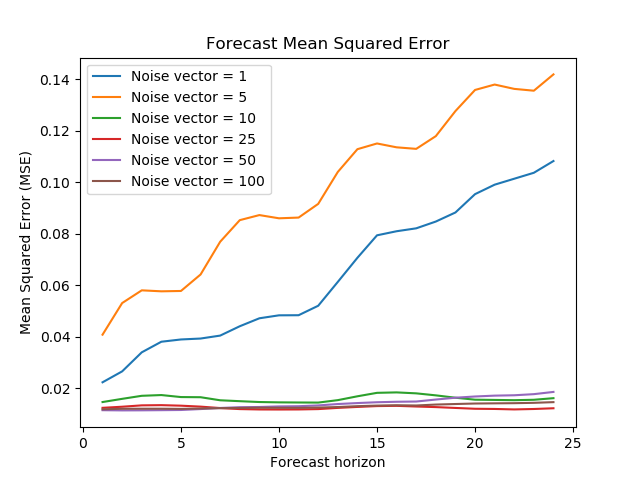 Forecast Mean Squared Error
Mean Squared Error (MSE)
0.14
0.12
0.10
0.08
0.06
0.04
0.02
Noise vector = 1
Noise vector = 5
Noise vector = 10
Noise vector = 25
Noise vector = 50
Noise vector = 100
0
5
10
15
20
25
Forecast horizon